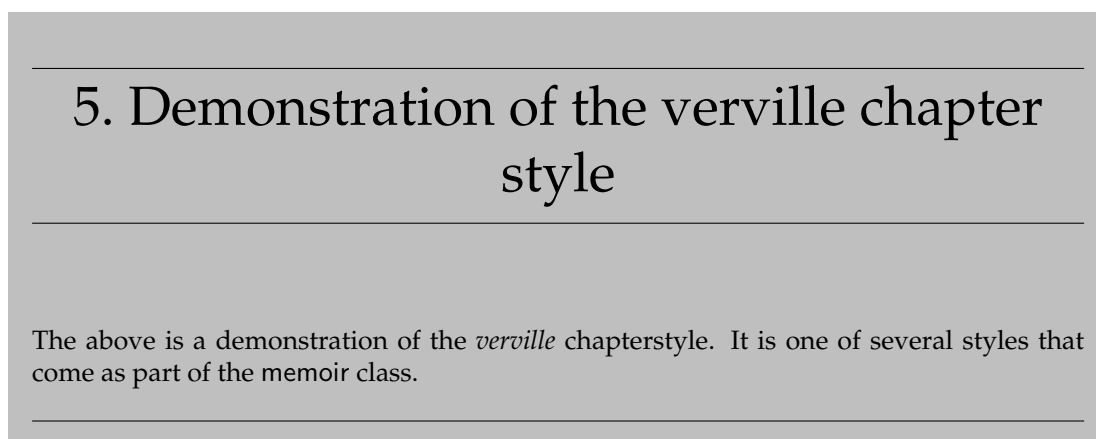 5. Demonstration of the verville chapter
style
The above is a demonstration of the verville chapterstyle. It is one of several styles that
come as part of the memoir class.